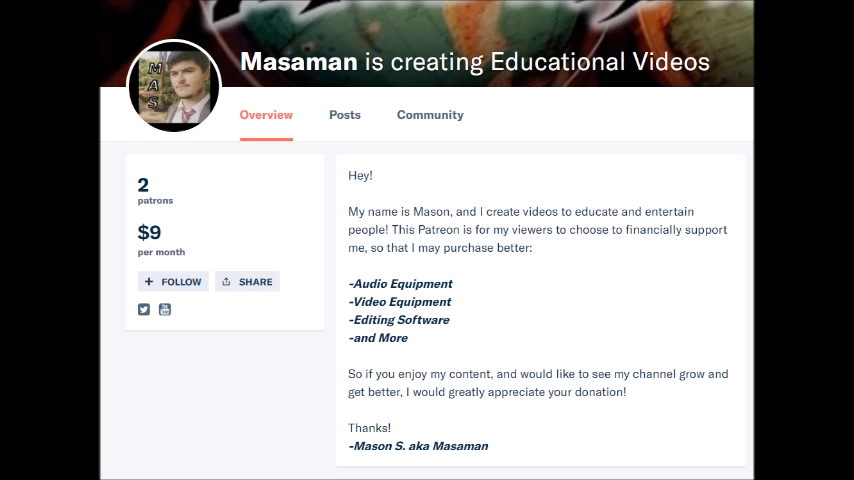 MAS
Masaman is creating Educational Videos
Overview Posts Community
2
patrons
$9
per month
+ FOLLOW SHARE
Hey!
My name is Mason, and I create videos to educate and entertain
people! This Patreon is for my viewers to choose to financially support
me, so that I may purchase better:
-Audio Equipment
-Video Equipment
-Editing Software
-and More
So if you enjoy my content, and would like to see my channel grow and
get better, I would greatly appreciate your donation!
Thanks!
-Mason S. aka Masaman